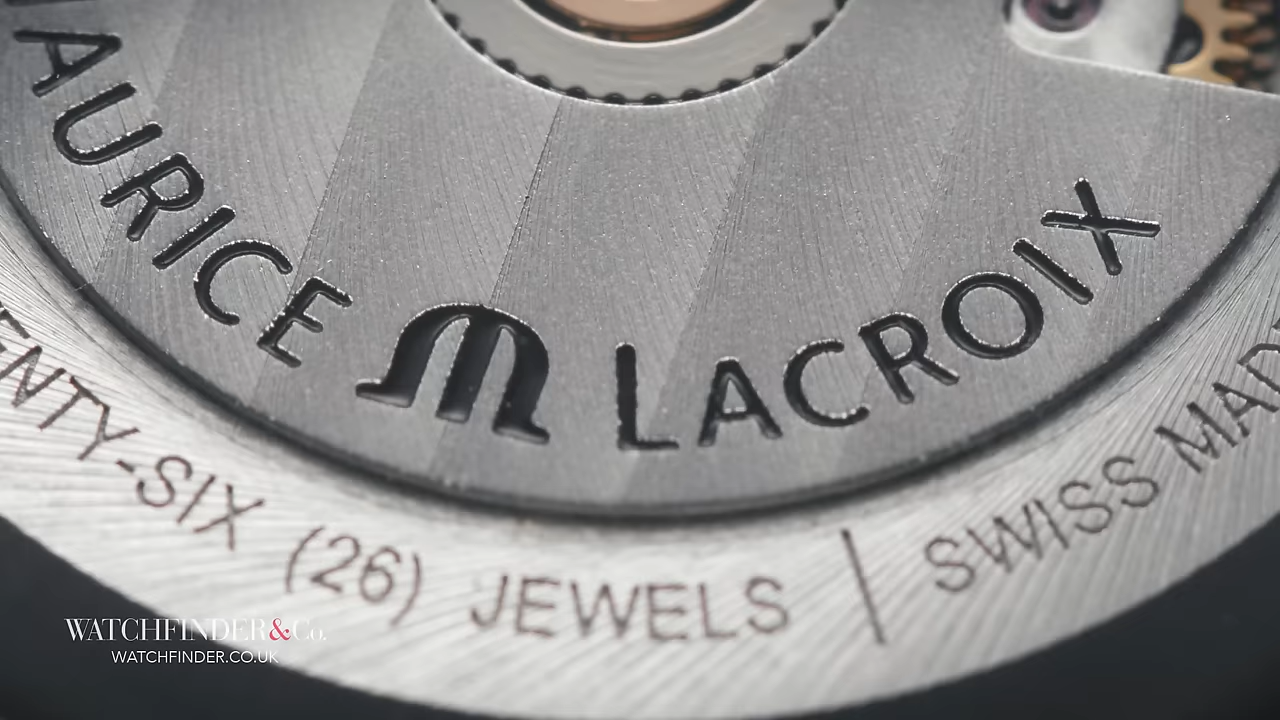 AURICE M LACROIX
ENTY-SIX (26) JEWELS | SWISS MAD
WATCHFINDER&Co.
WATCHFINDER.CO.UK